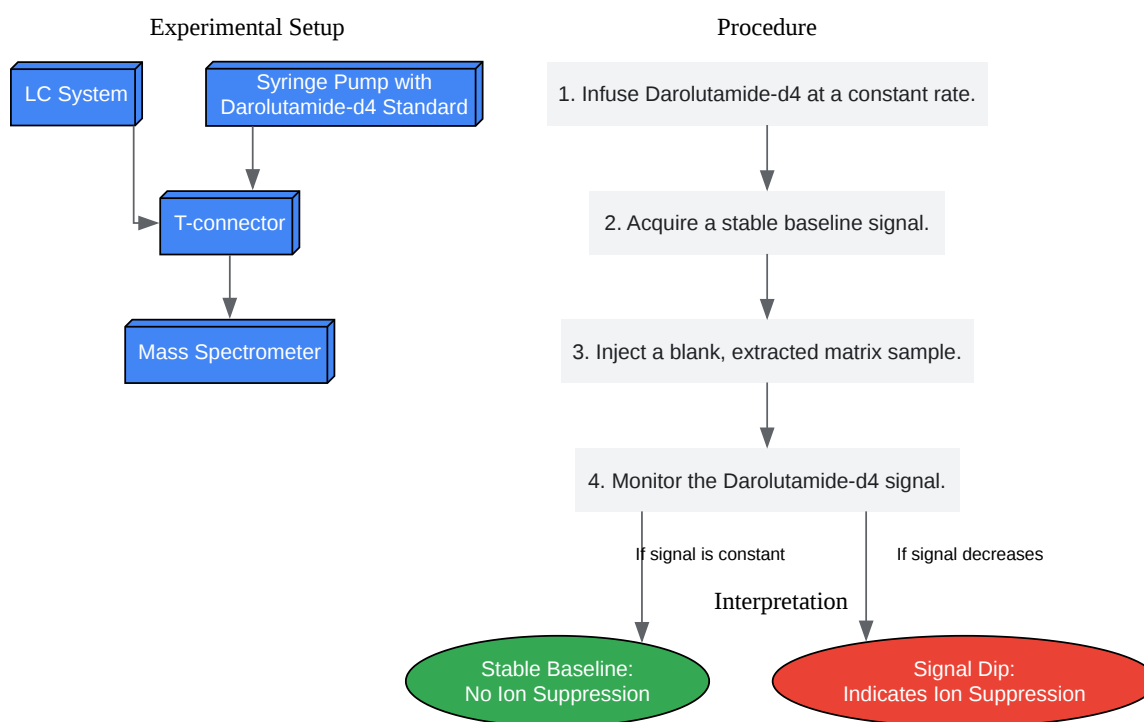 Experimental Setup
LC System
Syringe Pump with
Darolutamide-d4 Standard
T-connector
Mass Spectrometer
Procedure
1. Infuse Darolutamide-d4 at a constant rate.
2. Acquire a stable baseline signal.
3. Inject a blank, extracted matrix sample.
4. Monitor the Darolutamide-d4 signal.
If signal is constant
If signal decreases
Interpretation
Stable Baseline:
No Ion Suppression
Signal Dip:
Indicates Ion Suppression